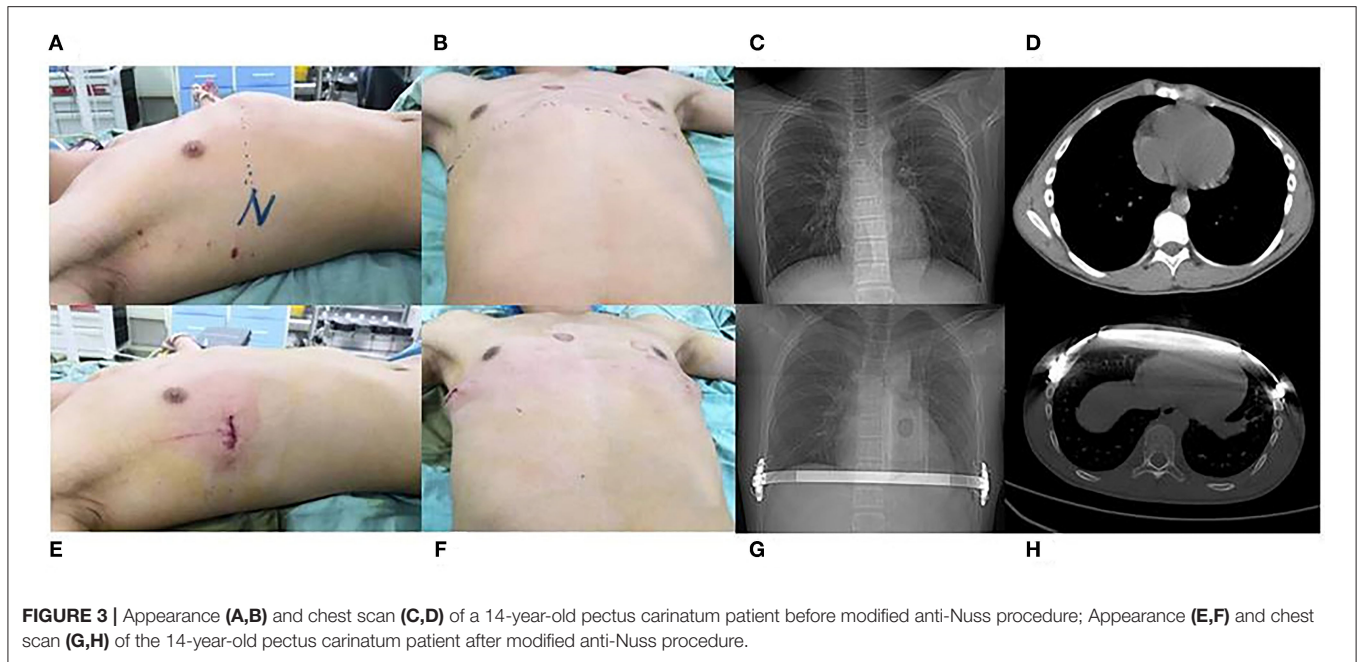 A
B
C
D
N
E
F
G
H
FIGURE 3 | Appearance (A,B) and chest scan (C,D) of a 14-year-old pectus carinatum patient before modified anti-Nuss procedure; Appearance (E,F) and chest
scan (G,H) of the 14-year-old pectus carinatum patient after modified anti-Nuss procedure.